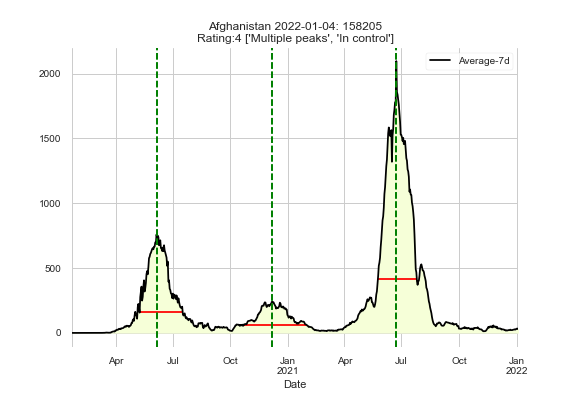 Afghanistan 2022-01-04: 158205
Rating:4 ['Multiple peaks', 'In control']
Average-7d
2000
1500
1000
500
0
Apr
Jul
Oct
Jan
2021
Apr
Jul
Oct
Jan
2022
Date